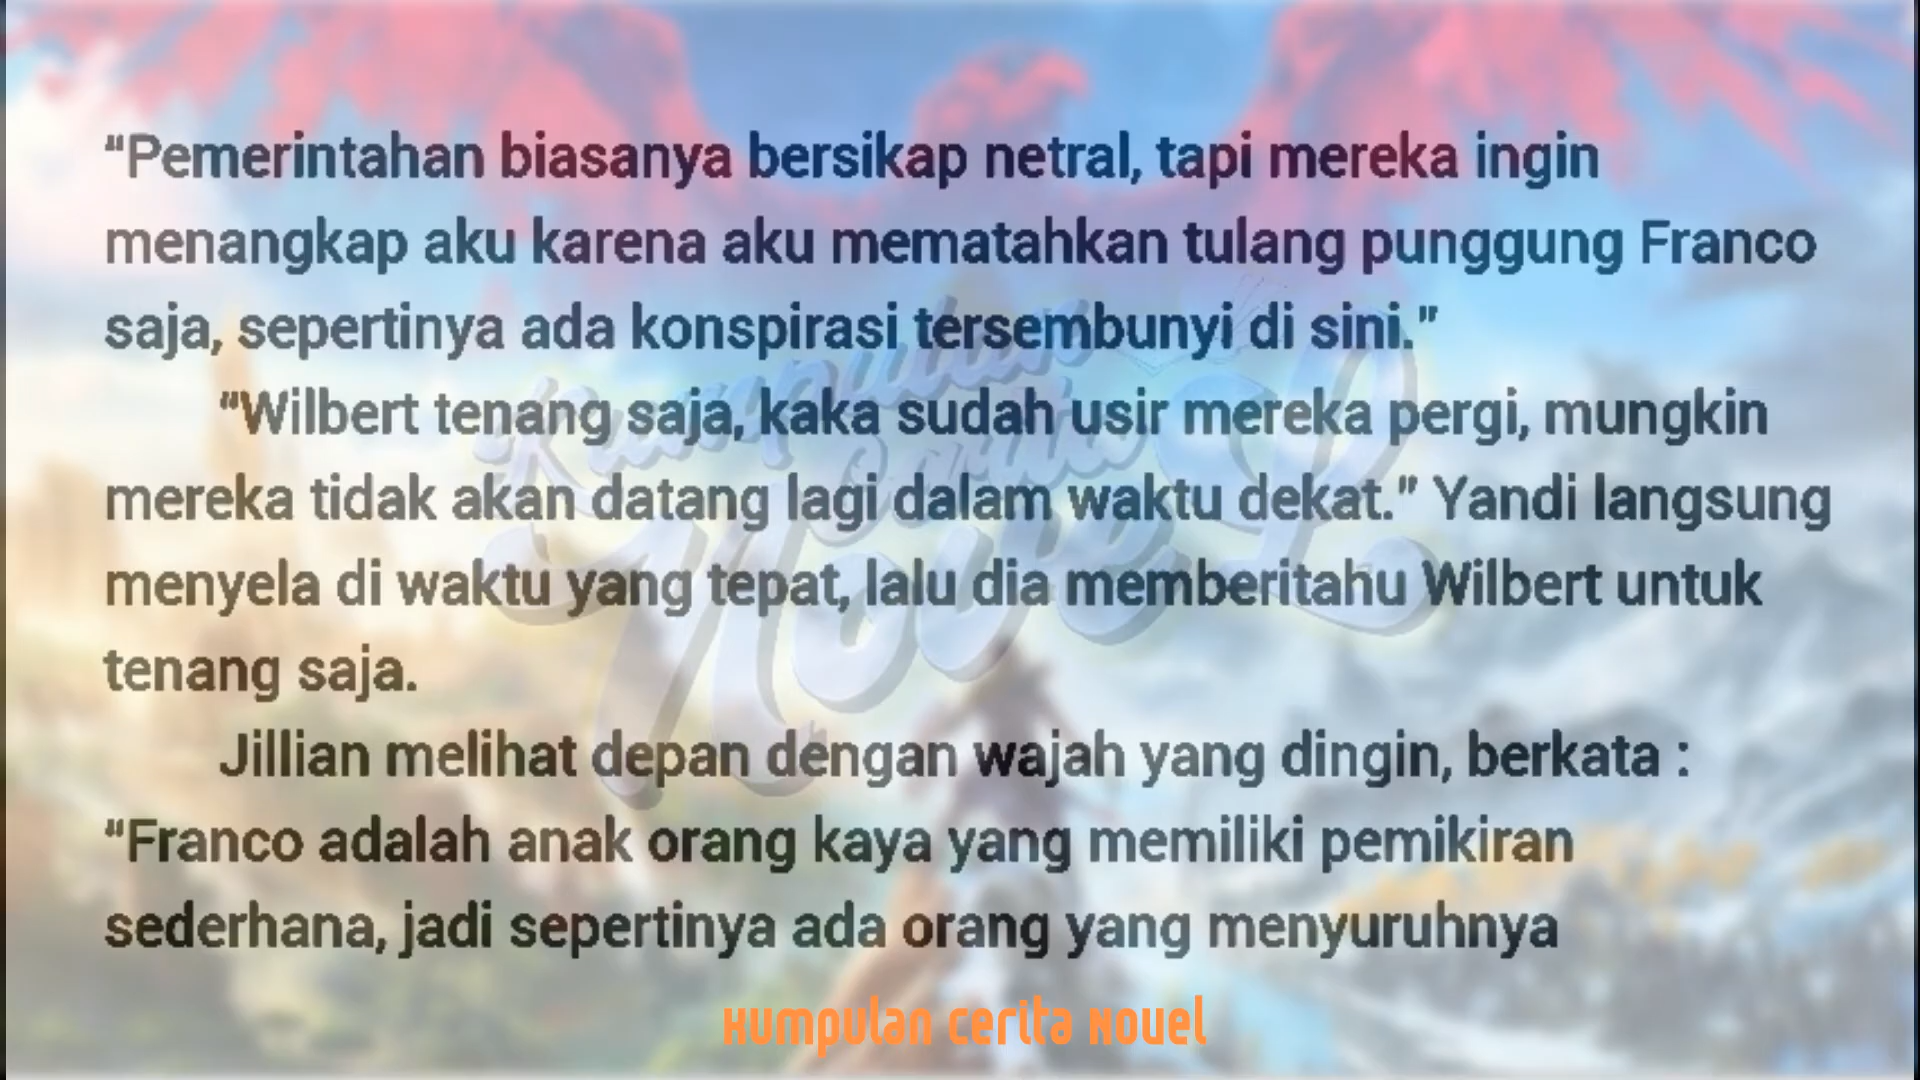 “Pemerintahan biasanya bersikap netral, tapi mereka ingin
menangkap aku karena aku mematahkan tulang punggung Franco
saja, sepertinya ada konspirasi tersembunyi di sini.”
“Wilbert tenang saja, kaka sudah usir mereka pergi, mungkin
mereka tidak akan datang lagi dalam waktu dekat.” Yandi langsung
menyela di waktu yang tepat, lalu dia memberitahu Wilbert untuk
tenang saja.
Jillian melihat depan dengan wajah yang dingin, berkata :
“Franco adalah anak orang kaya yang memiliki pemikiran
sederhana, jadi sepertinya ada orang yang menyuruhnya
Kumpulan Cerita Novel
Kumpulan Cerita Novel